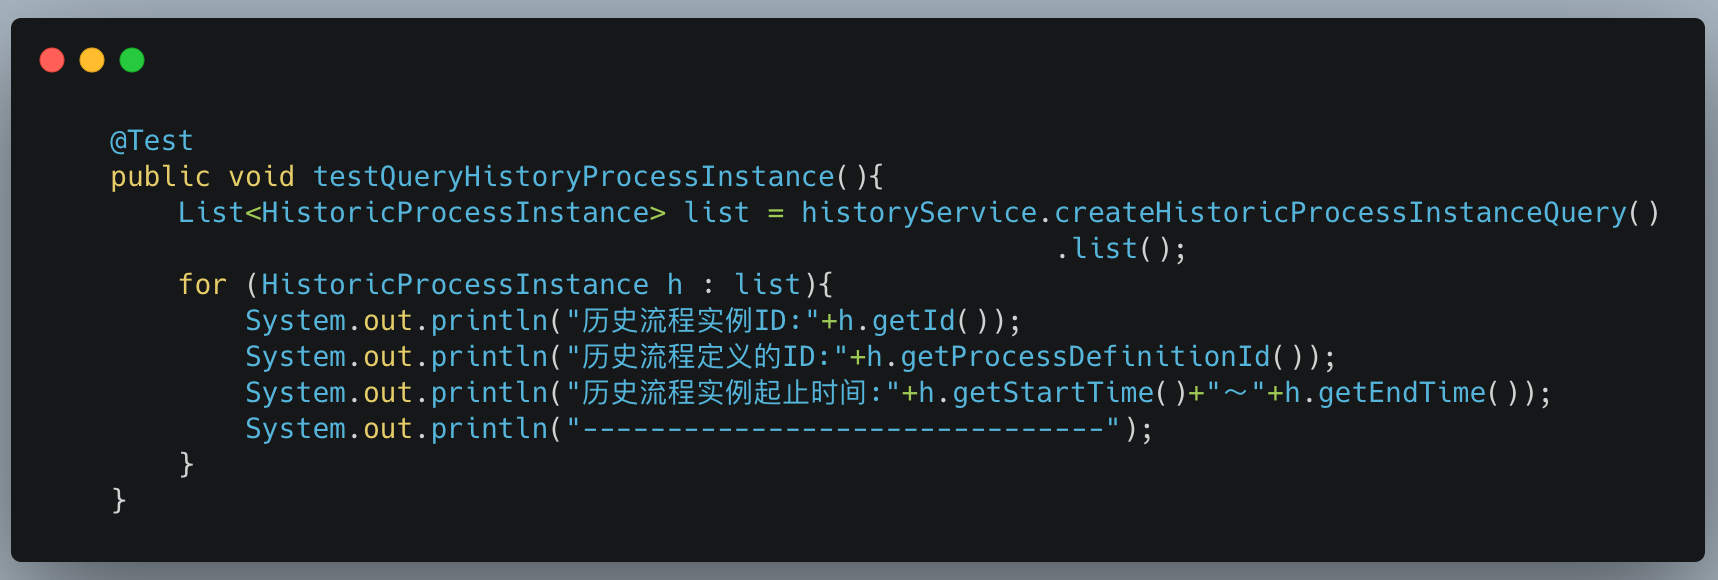 @Test
public void testQueryHistoryProcessInstance(){
List<HistoricProcessInstance> list = historyService.createHistoricProcessInstanceQuery()
.list();
for (HistoricProcessInstance h : list){
System.out.println("历史流程实例ID:"+h.getId());
System.out.println("历史流程定义的ID:"+h.getProcessDefinitionId());
System.out.println("历史流程实例起止时间:"+h.getStartTime()+"～"+h.getEndTime());
System.out.println("-------------------------------");
}
}